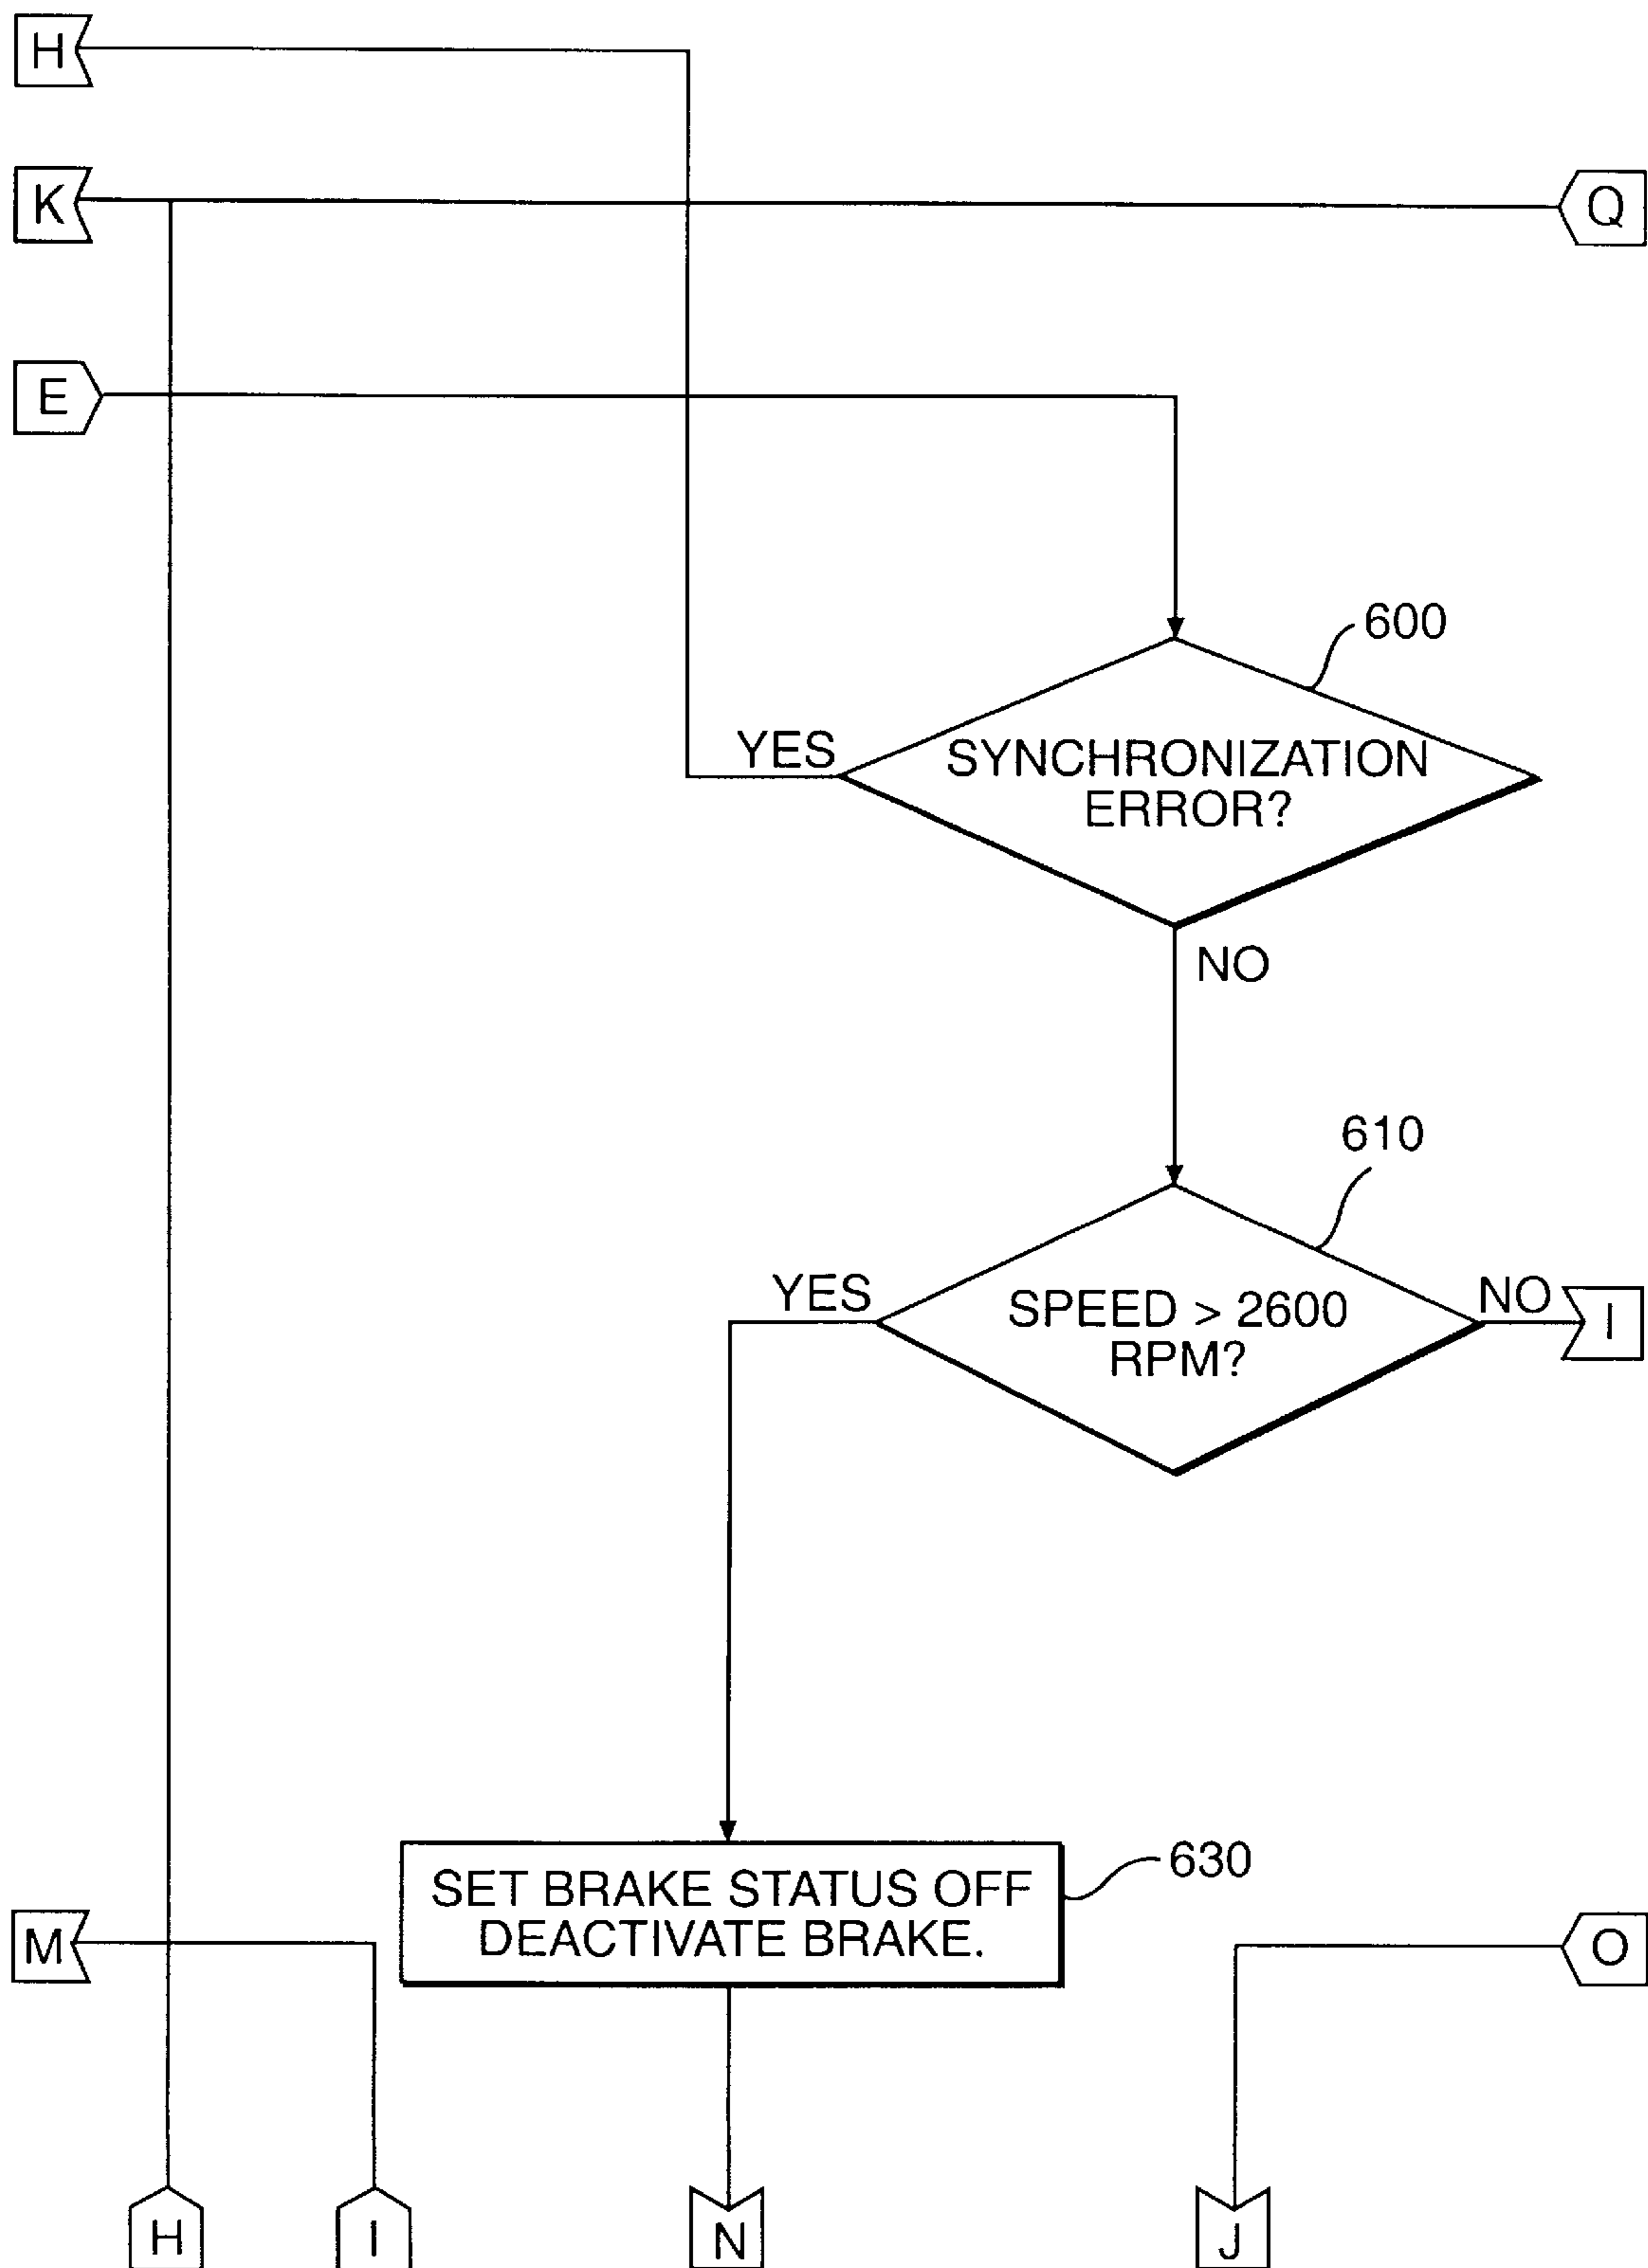 H
K
Q
E
600
YES
SYNCHRONIZATION
ERROR?
NO
610
YES
SPEED > 2600
RPM?
NO
I
SET BRAKE STATUS OFF
DEACTIVATE BRAKE.
630
M
O
H
I
N
J